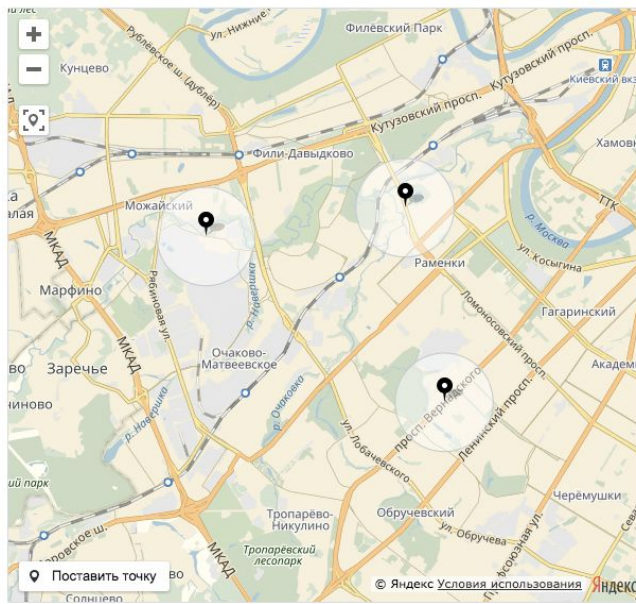 ул. Нижние
Филёвский Парк
Рублёвское ш. (дублёр)
Кунцево
Кутузовский просп.
Киевский вкз
Кутузовский просп.
Фили-Давыдково
Хамовн
Можайский
ТТК
р. Москва
МКАД
Рябиновая ул.
р. Навершка
Раменки
ул. Косыгина
Марфино
Ломоносовский просп.
Гагаринский
МКАД
Очаково-
Матвеевское
Заречье
Академ
р. Очаковка
просп. Вернадского
Ленинский просп.
р. Навершка
ул. Лобачевского
Черёмушки
Тропарёво-
Никулино
Обручевский
ул. Обручева
Профсоюзная ул.
МКАД
Тропарёвский
лесопарк
Поставить точку
© Яндекс Условия использования
Яндекс
Солнцево